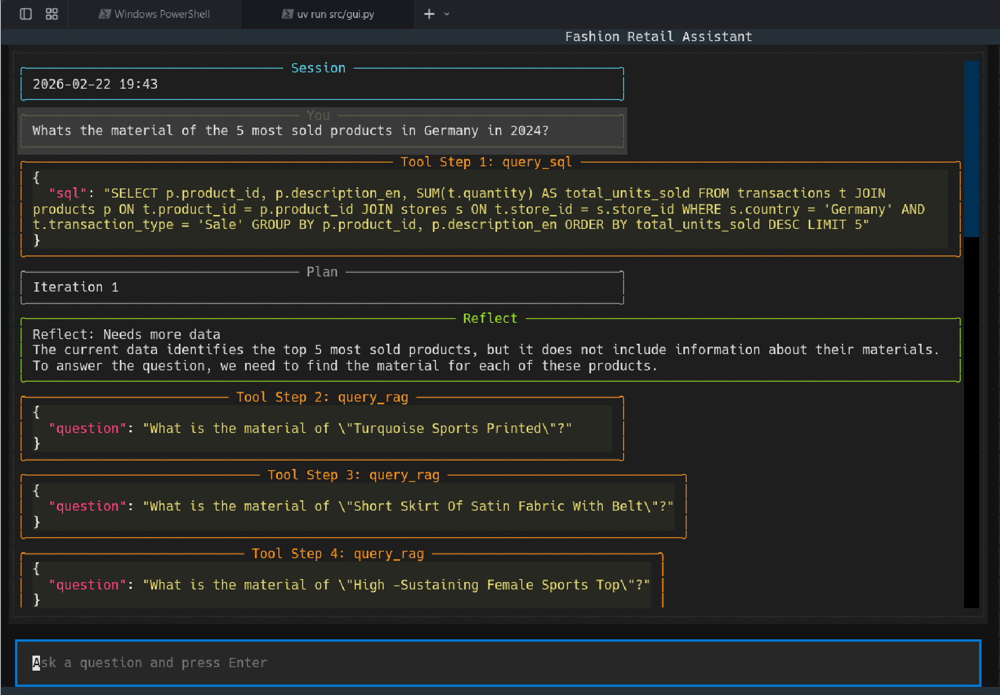 Windows PowerShell
uv run src/gui.py
Fashion Retail Assistant
Session
2026-02-22 19:43
You
Whats the material of the 5 most sold products in Germany in 2024?
Tool Step 1: query_sql
{
"sql": "SELECT p.product_id, p.description_en, SUM(t.quantity) AS total_units_sold FROM transactions t JOIN
products p ON t.product_id = p.product_id JOIN stores s ON t.store_id = s.store_id WHERE s.country = 'Germany' AND
t.transaction_type = 'Sale' GROUP BY p.product_id, p.description_en ORDER BY total_units_sold DESC LIMIT 5"
}
Plan
Iteration 1
Reflect
Reflect: Needs more data
The current data identifies the top 5 most sold products, but it does not include information about their materials.
To answer the question, we need to find the material for each of these products.
Tool Step 2: query_rag
{
"question": "What is the material of \"Turquoise Sports Printed\"?"
}
Tool Step 3: query_rag
{
"question": "What is the material of \"Short Skirt Of Satin Fabric With Belt\"?"
}
Tool Step 4: query_rag
{
"question": "What is the material of \"High -Sustaining Female Sports Top\"?"
}
Ask a question and press Enter